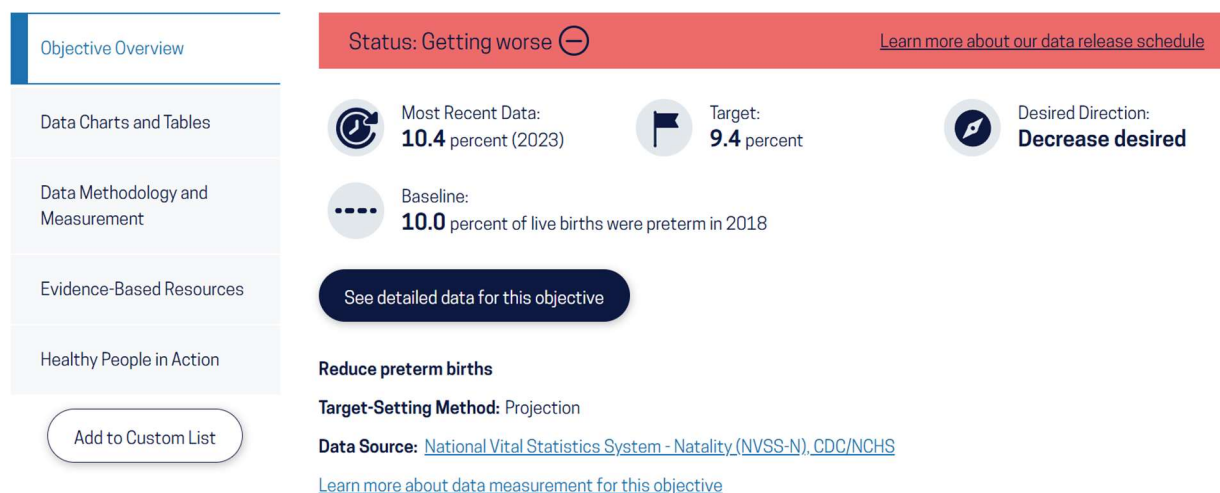 Objective Overview
Data Charts and Tables
Data Methodology and
Measurement
Evidence-Based Resources
Healthy People in Action
Add to Custom List
Status: Getting worse
Learn more about our data release schedule
Most Recent Data:
10.4 percent (2023)
Target:
9.4 percent
Desired Direction:
Decrease desired
Baseline:
10.0 percent of live births were preterm in 2018
See detailed data for this objective
Reduce preterm births
Target-Setting Method: Projection
Data Source: National Vital Statistics System - Natality (NVSS-N), CDC/NCHS
Learn more about data measurement for this objective